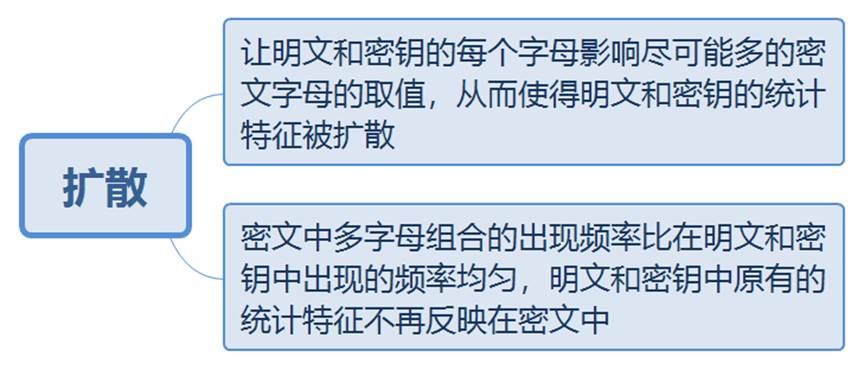 扩散
让明文和密钥的每个字母影响尽可能多的密
文字母的取值，从而使得明文和密钥的统计
特征被扩散
密文中多字母组合的出现频率比在明文和密
钥中出现的频率均匀，明文和密钥中原有的
统计特征不再反映在密文中